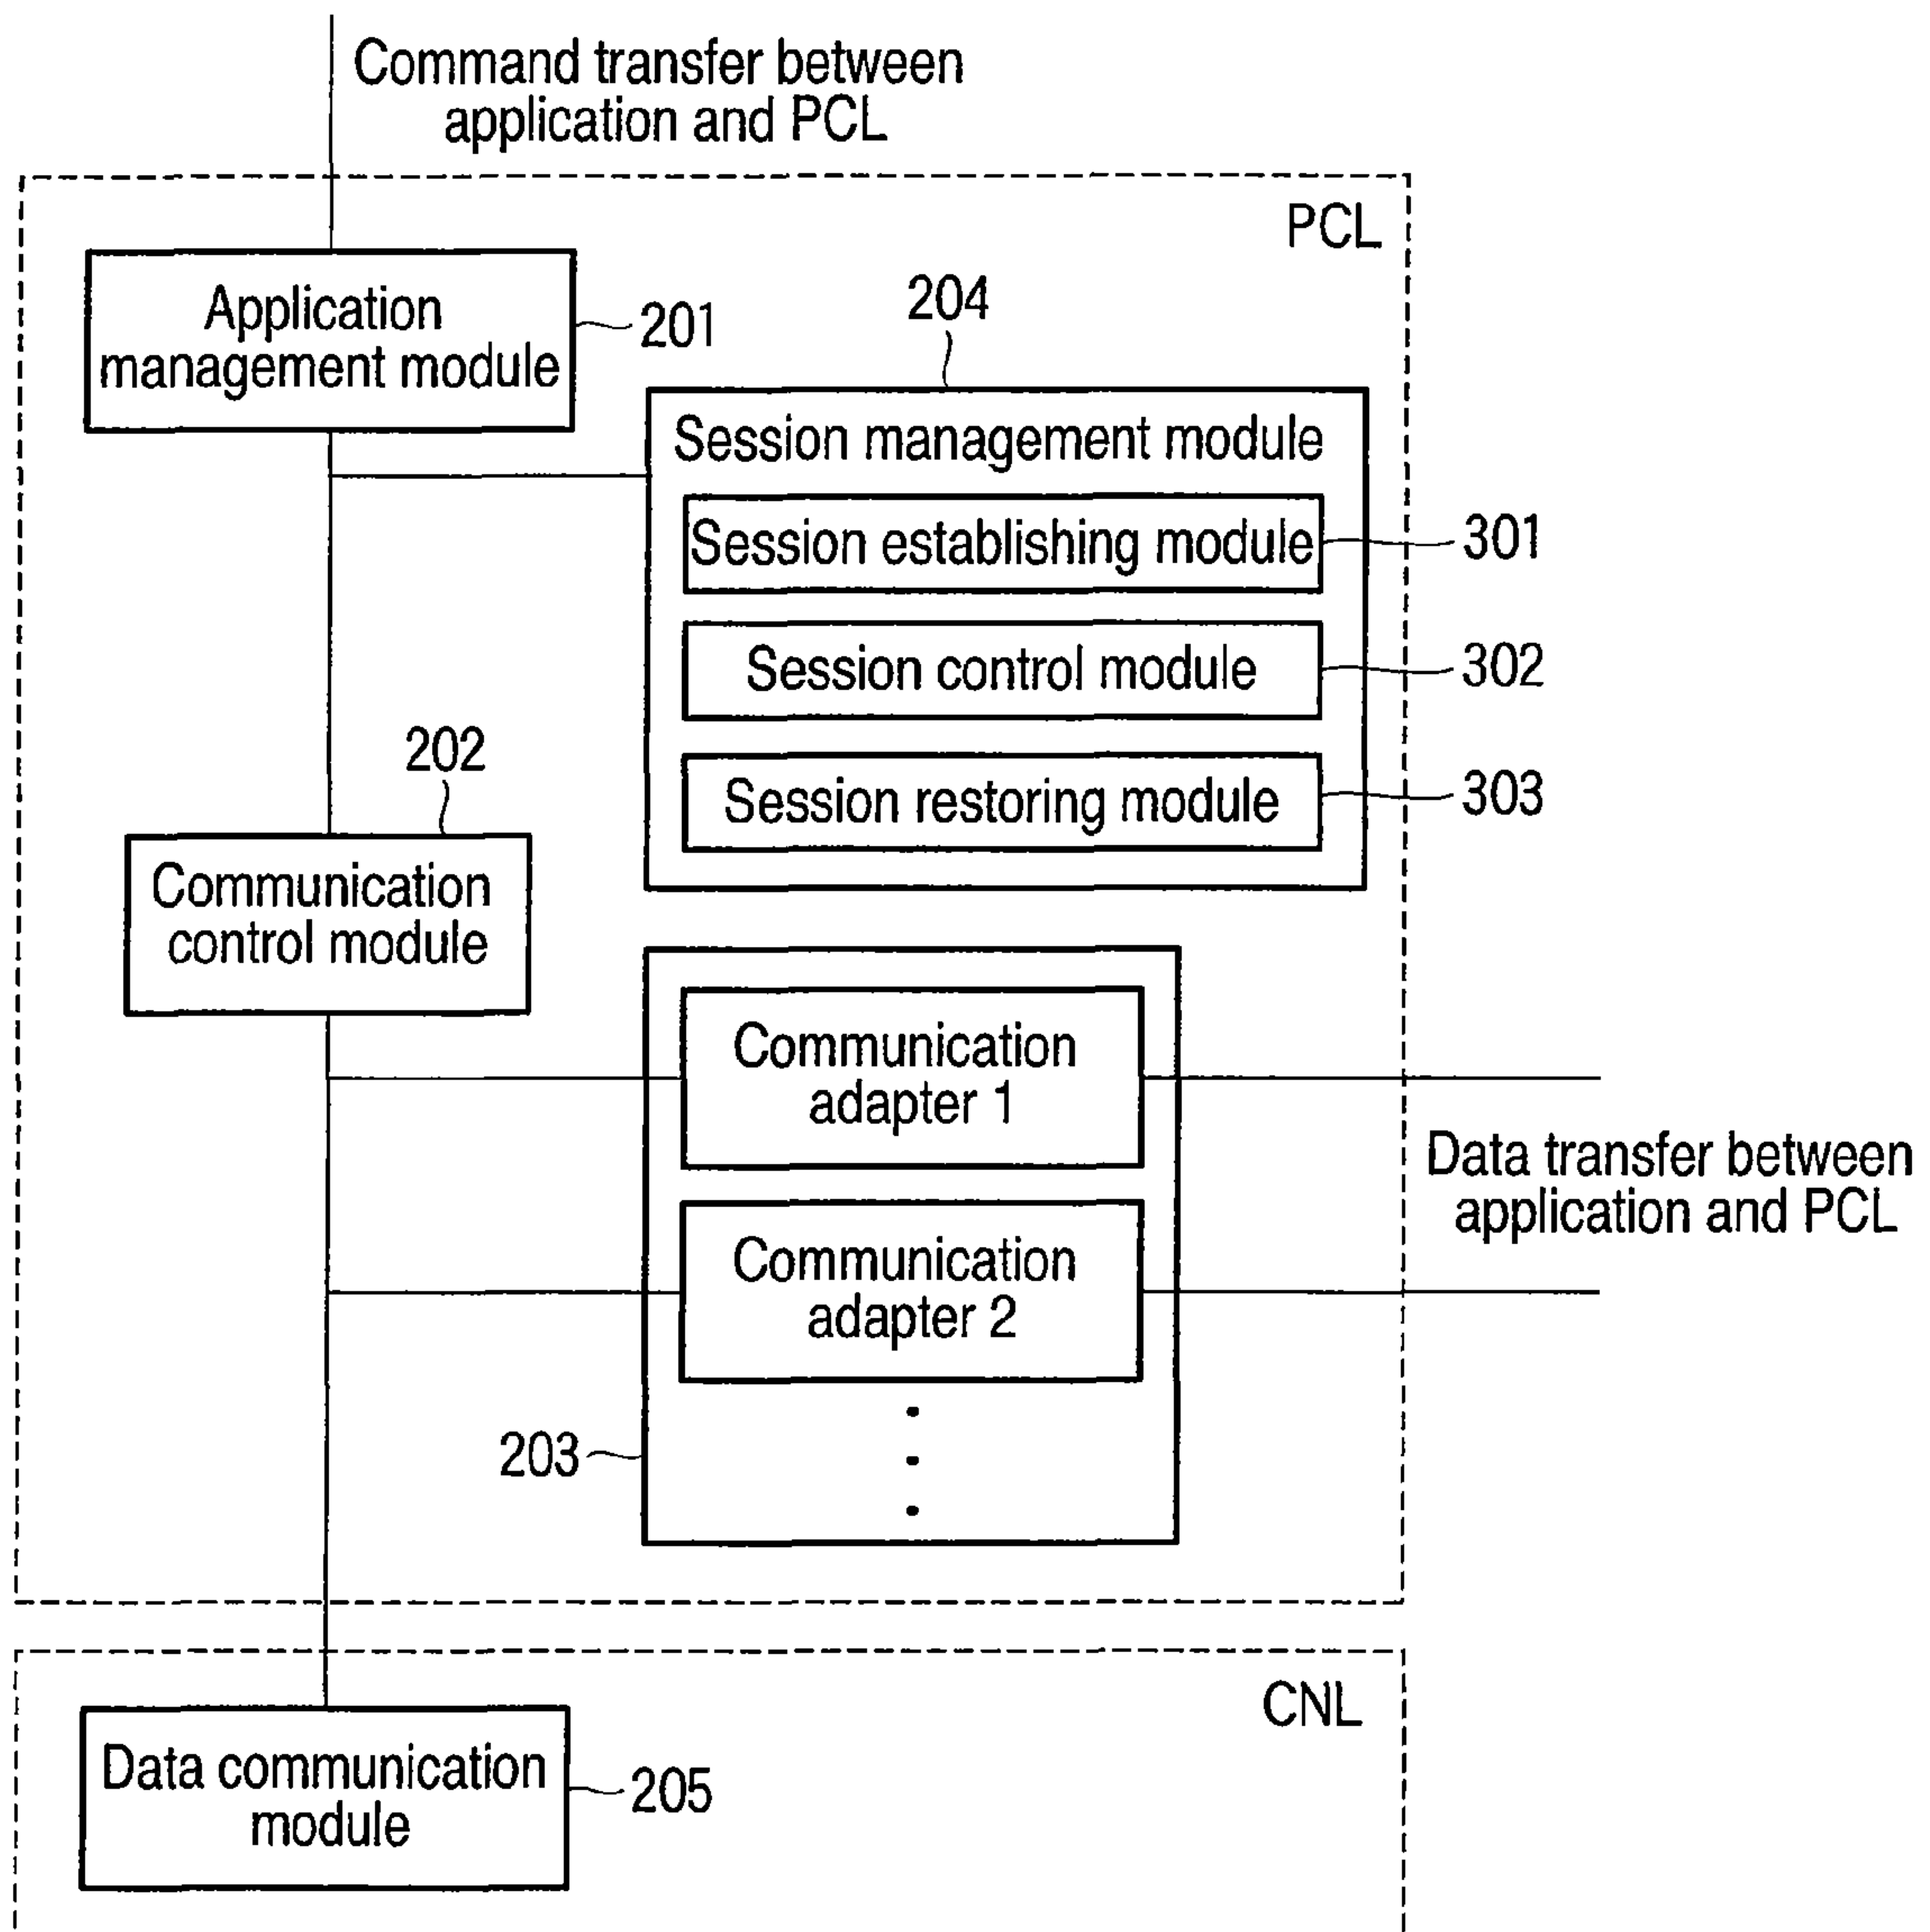 Command transfer between
application and PCL
PCL
Application
management module
201
204
Session management module
Session establishing module
301
Session control module
302
Session restoring module
303
202
Communication
control module
Communication
adapter 1
Data transfer between
application and PCL
Communication
adapter 2
203
CNL
Data communication
module
205